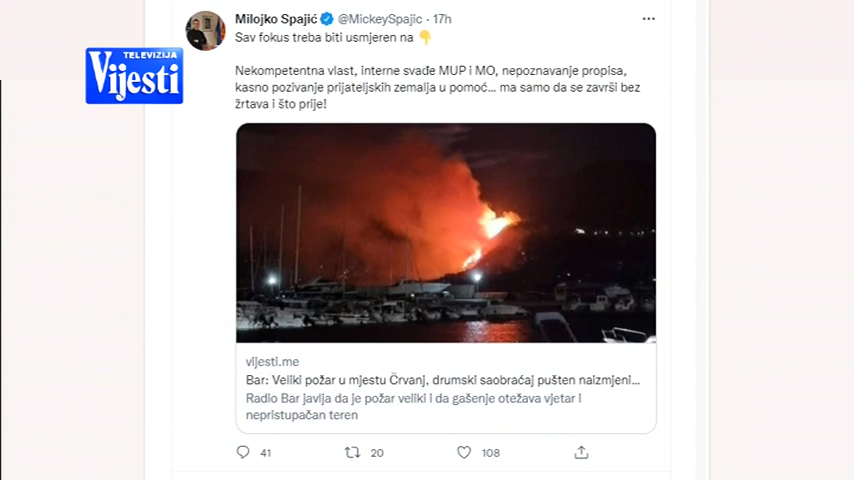 Milojko Spajić @MickeySpajic · 17h
Sav fokus treba biti usmjeren na 👇
TELEVIZIJA
Vijesti
Nekompetentna vlast, interne svađe MUP i MO, nepoznavanje propisa,
kasno pozivanje prijateljskih zemalja u pomoć... ma samo da se završi bez
žrtava i što prije!
vijesti.me
Bar: Veliki požar u mjestu Črvanj, drumski saobraćaj pušten naizmjeni...
Radio Bar javlja da je požar veliki i da gašenje otežava vjetar i
nepristupačan teren
41 20 108